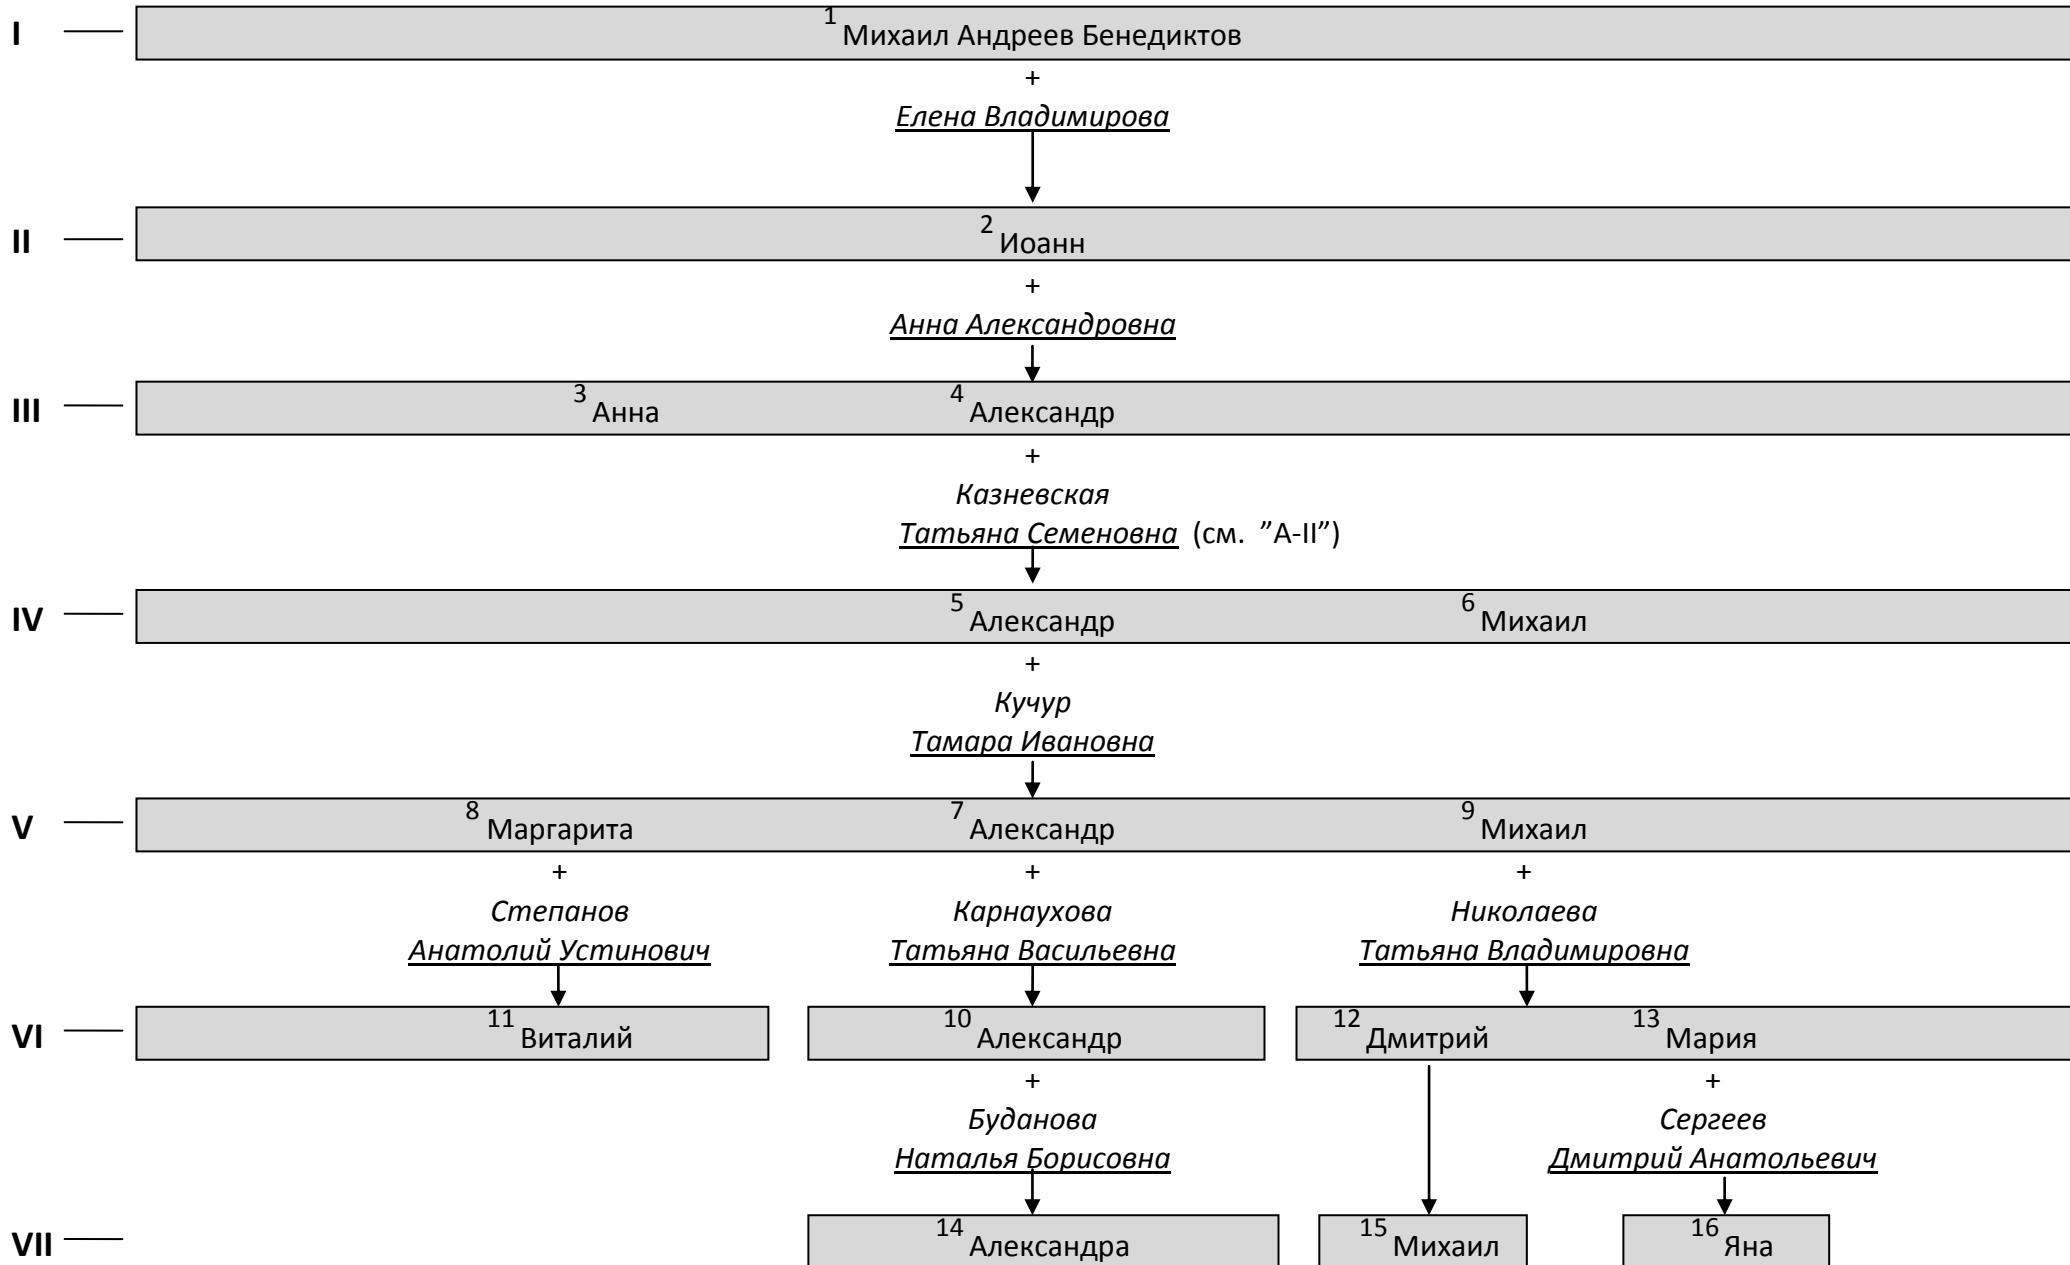 I
1 Михаил Андреев Бенедиктов
+
Елена Владимирова
II
2 Иоанн
+
Анна Александровна
III
3 Анна 4 Александр
+
Казневская
Татьяна Семеновна (см. ”А-II”)
IV
5 Александр 6 Михаил
+
Кучур
Тамара Ивановна
V
8 Маргарита 7 Александр 9 Михаил
+ + +
Степанов Карнаухова Николаева
Анатолий Устинович Татьяна Васильевна Татьяна Владимировна
VI
11 Виталий 10 Александр 12 Дмитрий 13 Мария
+ +
Буданова Сергеев
Наталья Борисовна Дмитрий Анатольевич
VII
14 Александра 15 Михаил 16 Яна